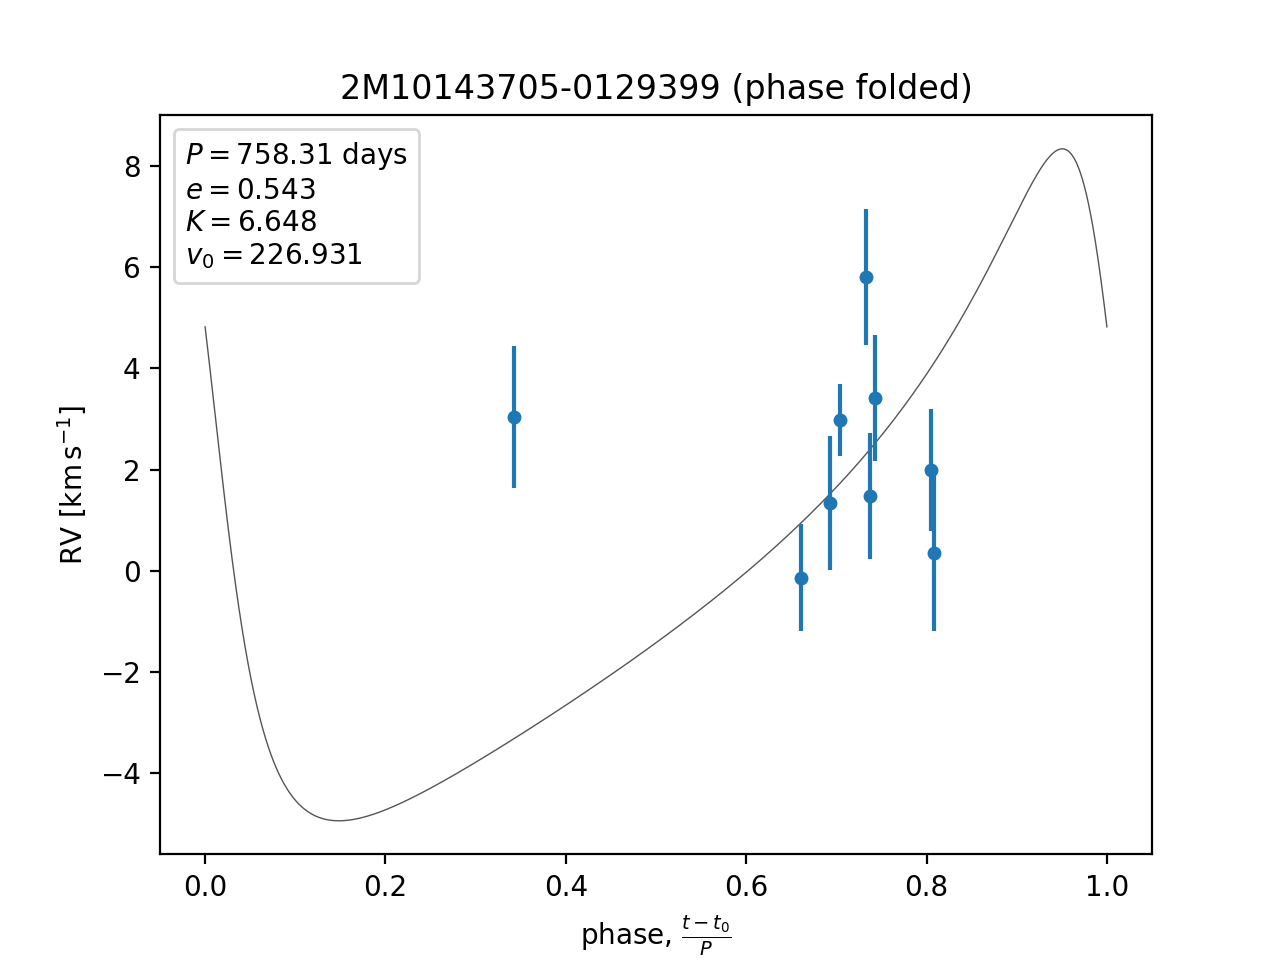 2M10143705-0129399 (phase folded)
P = 758.31 days
e = 0.543
K = 6.648
v₀ = 226.931
8
6
4
2
0
−2
−4
RV [km s⁻¹]
0.0 0.2 0.4 0.6 0.8 1.0
phase, (t − t₀)/P